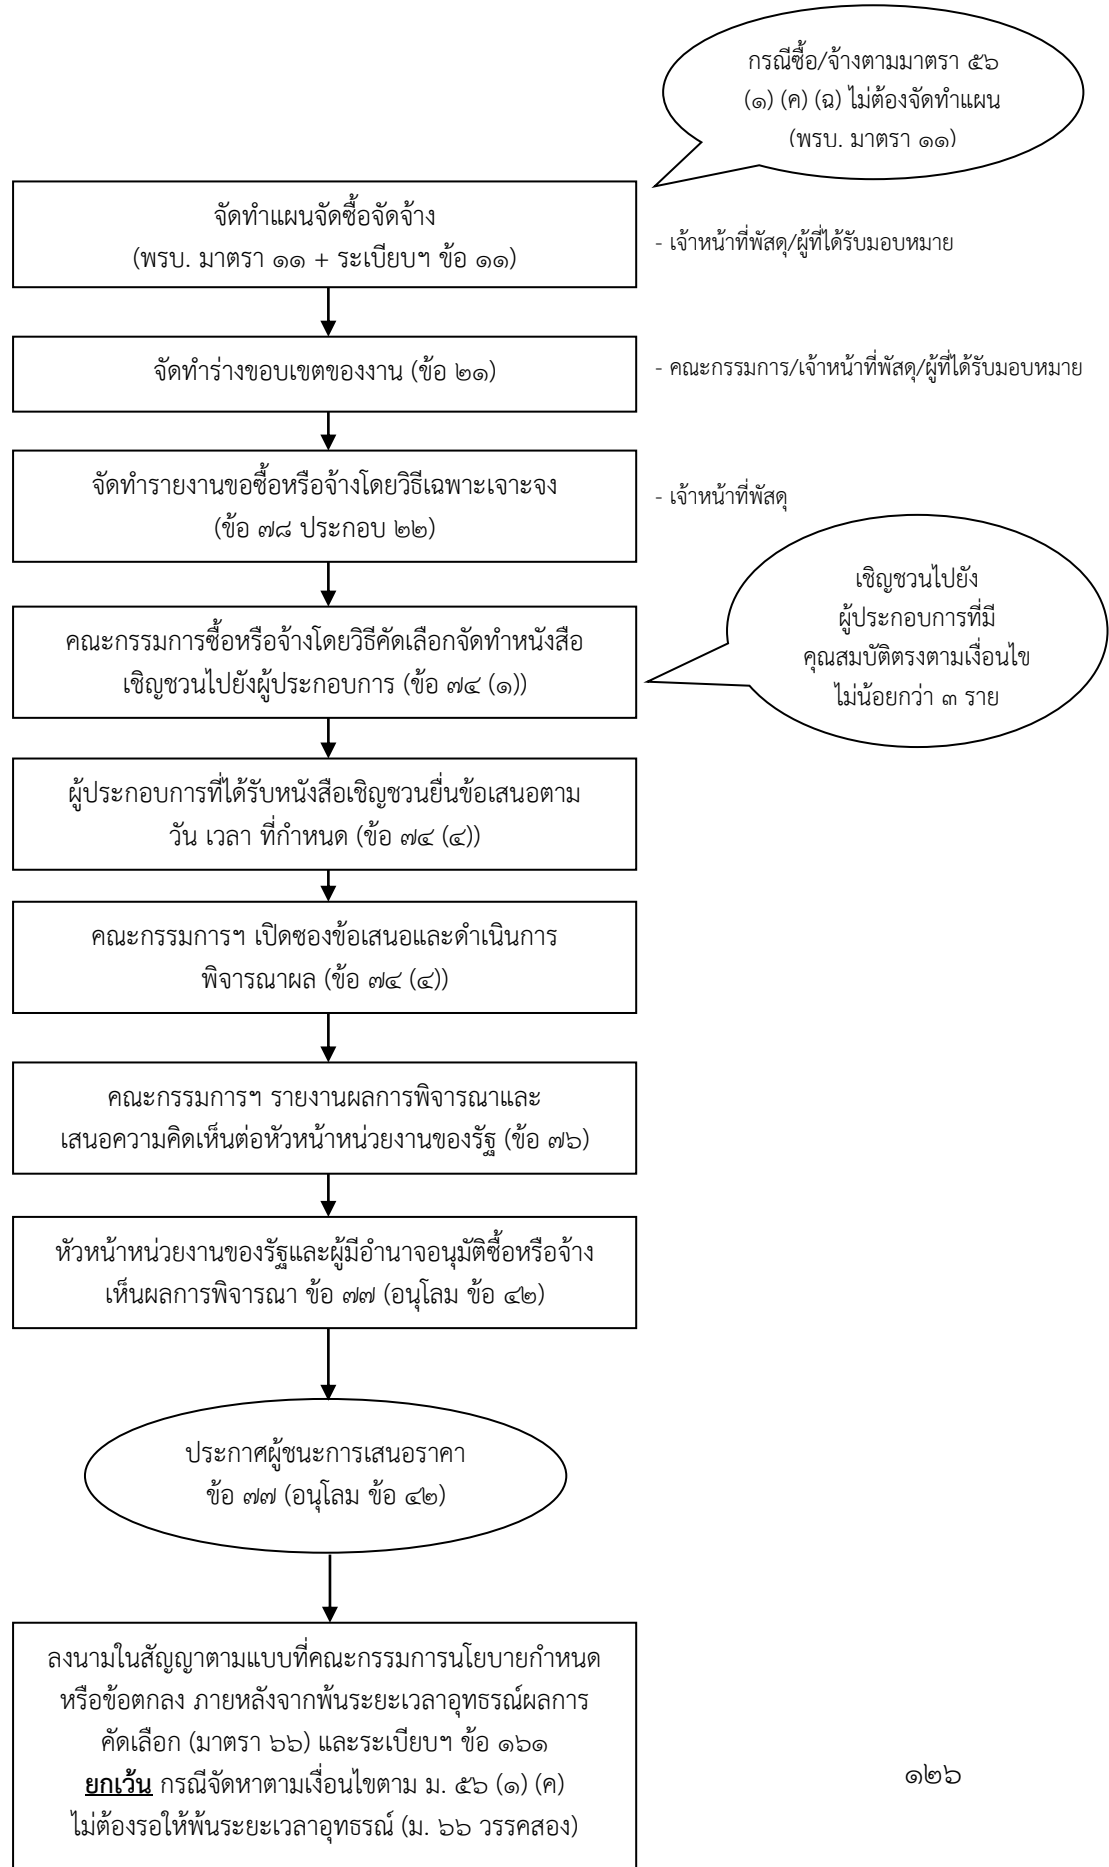 กรณีซื้อ/จ้างตามมาตรา ๕๖
(๑) (ค) (ฉ) ไม่ต้องจัดทำแผน
(พรบ. มาตรา ๑๑)
จัดทำแผนจัดซื้อจัดจ้าง
(พรบ. มาตรา ๑๑ + ระเบียบฯ ข้อ ๑๑)
- เจ้าหน้าที่พัสดุ/ผู้ที่ได้รับมอบหมาย
จัดทำร่างขอบเขตของงาน (ข้อ ๒๑)
- คณะกรรมการ/เจ้าหน้าที่พัสดุ/ผู้ที่ได้รับมอบหมาย
จัดทำรายงานขอซื้อหรือจ้างโดยวิธีเฉพาะเจาะจง
(ข้อ ๗๘ ประกอบ ๒๒)
- เจ้าหน้าที่พัสดุ
เชิญชวนไปยัง
ผู้ประกอบการที่มี
คุณสมบัติตรงตามเงื่อนไข
ไม่น้อยกว่า ๓ ราย
คณะกรรมการซื้อหรือจ้างโดยวิธีคัดเลือกจัดทำหนังสือ
เชิญชวนไปยังผู้ประกอบการ (ข้อ ๗๔ (๑))
ผู้ประกอบการที่ได้รับหนังสือเชิญชวนยื่นข้อเสนอตาม
วัน เวลา ที่กำหนด (ข้อ ๗๔ (๔))
คณะกรรมการฯ เปิดซองข้อเสนอและดำเนินการ
พิจารณาผล (ข้อ ๗๔ (๔))
คณะกรรมการฯ รายงานผลการพิจารณาและ
เสนอความคิดเห็นต่อหัวหน้าหน่วยงานของรัฐ (ข้อ ๗๖)
หัวหน้าหน่วยงานของรัฐและผู้มีอำนาจอนุมัติซื้อหรือจ้าง
เห็นผลการพิจารณา ข้อ ๗๗ (อนุโลม ข้อ ๔๒)
ประกาศผู้ชนะการเสนอราคา
ข้อ ๗๗ (อนุโลม ข้อ ๔๒)
ลงนามในสัญญาตามแบบที่คณะกรรมการนโยบายกำหนด
หรือข้อตกลง ภายหลังจากพ้นระยะเวลาอุทธรณ์ผลการ
คัดเลือก (มาตรา ๖๖) และระเบียบฯ ข้อ ๑๖๑
ยกเว้น กรณีจัดหาตามเงื่อนไขตาม ม. ๕๖ (๑) (ค)
ไม่ต้องรอให้พ้นระยะเวลาอุทธรณ์ (ม. ๖๖ วรรคสอง)
๑๒๖